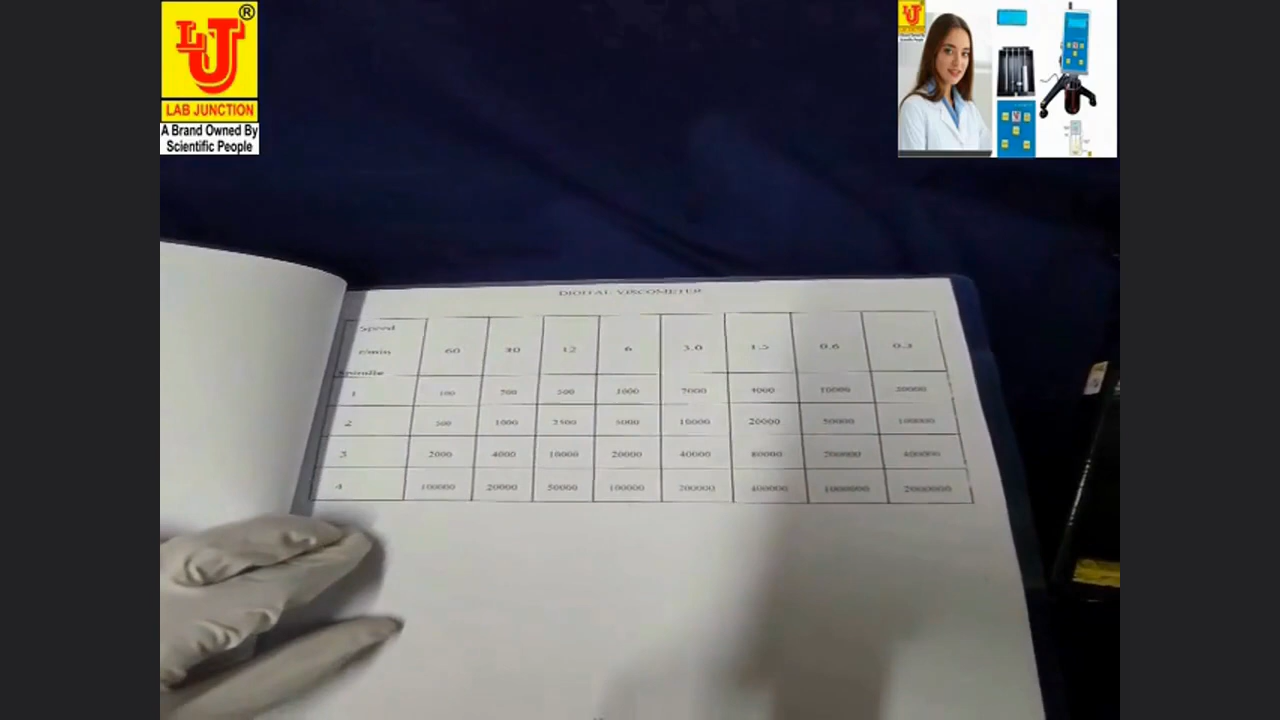 LJ®
LAB JUNCTION
A Brand Owned By
Scientific People
DIGITAL VISCOMETER
Speed
r/min 60 30 12 6 3.0 1.5 0.6 0.3
Spindle
1 100 500 1000 4000 10000 20000
2 500 1000 2500 5000 10000 20000 50000 100000
3 2000 4000 10000 20000 40000 80000 200000 400000
4 100000 20000 50000 100000 200000 400000 1000000 2000000